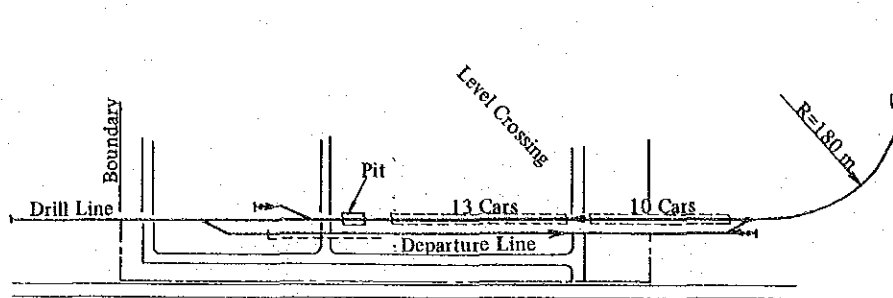 Level Crossing
Boundary
R=180 m
Pit
Drill Line
13 Cars
10 Cars
Departure Line